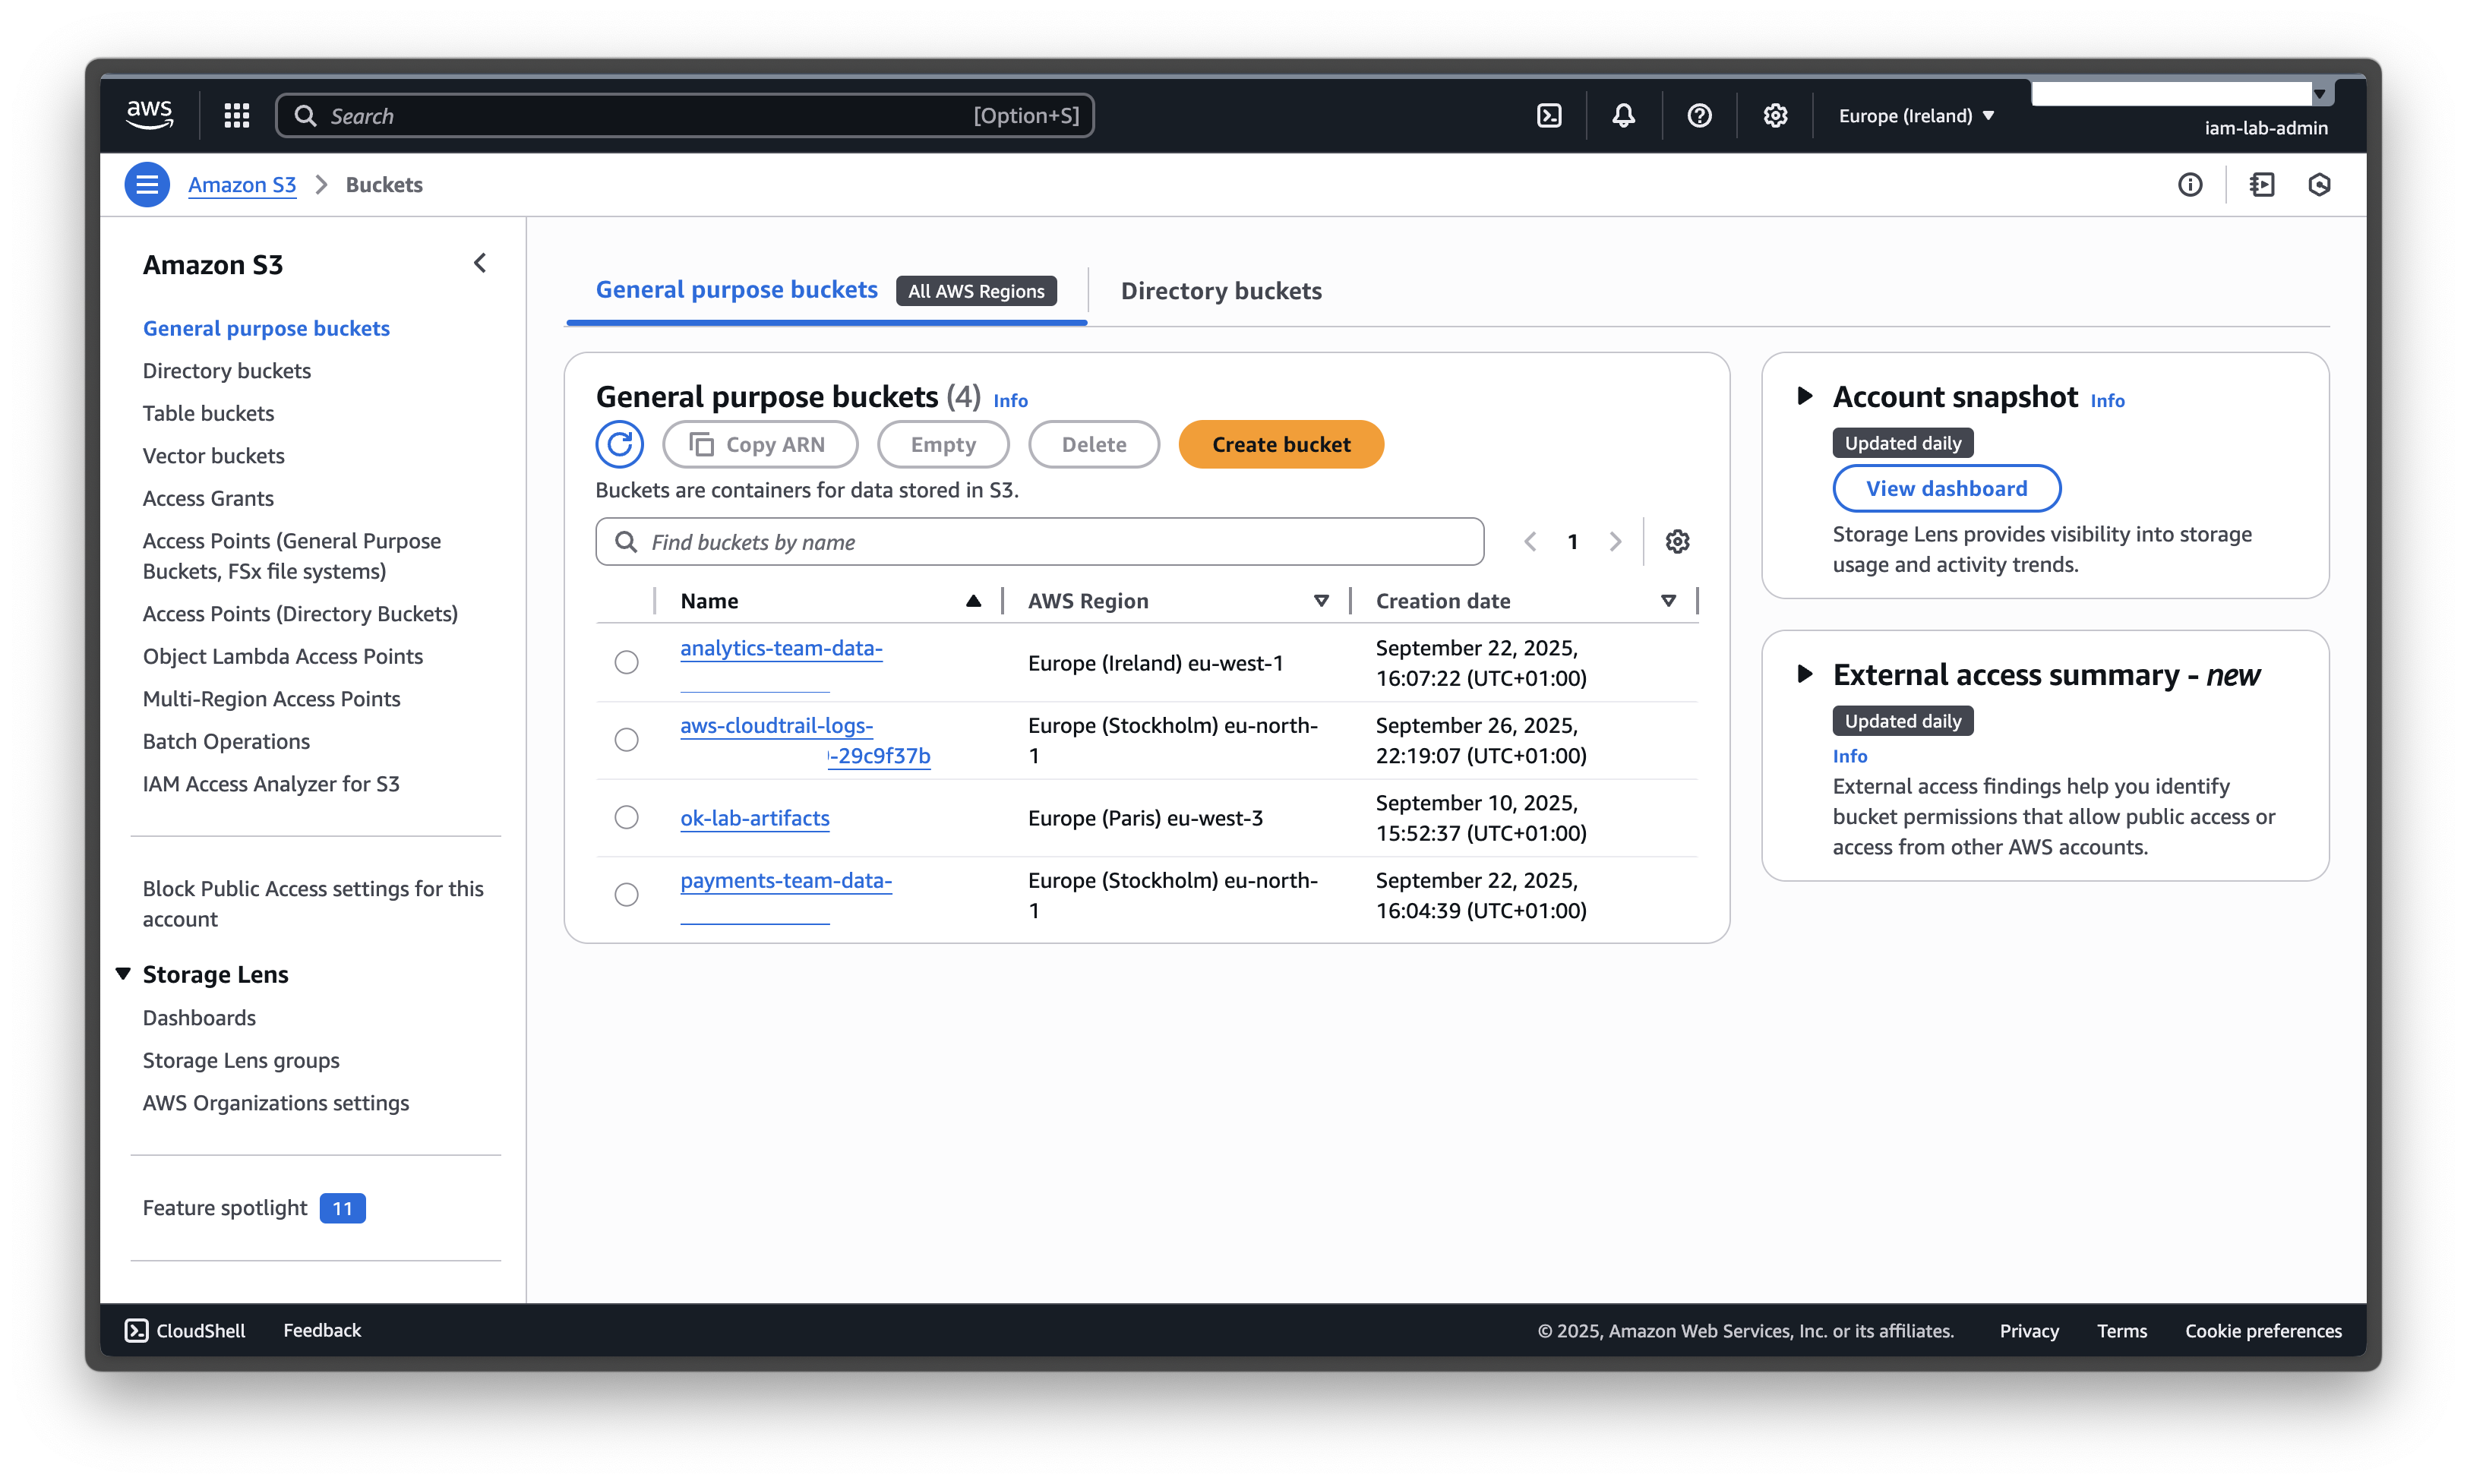 aws
Search [Option+S]
Europe (Ireland)
iam-lab-admin
Amazon S3 Buckets
Amazon S3
General purpose buckets
Directory buckets
Table buckets
Vector buckets
Access Grants
Access Points (General Purpose
Buckets, FSx file systems)
Access Points (Directory Buckets)
Object Lambda Access Points
Multi-Region Access Points
Batch Operations
IAM Access Analyzer for S3
Block Public Access settings for this
account
Storage Lens
Dashboards
Storage Lens groups
AWS Organizations settings
Feature spotlight 11
General purpose buckets All AWS Regions Directory buckets
General purpose buckets (4) Info
Copy ARN Empty Delete Create bucket
Buckets are containers for data stored in S3.
Find buckets by name 1
Name AWS Region Creation date
analytics-team-data- Europe (Ireland) eu-west-1 September 22, 2025,
16:07:22 (UTC+01:00)
aws-cloudtrail-logs- Europe (Stockholm) eu-north- September 26, 2025,
-29c9f37b 1 22:19:07 (UTC+01:00)
ok-lab-artifacts Europe (Paris) eu-west-3 September 10, 2025,
15:52:37 (UTC+01:00)
payments-team-data- Europe (Stockholm) eu-north- September 22, 2025,
1 16:04:39 (UTC+01:00)
Account snapshot Info
Updated daily
View dashboard
Storage Lens provides visibility into storage
usage and activity trends.
External access summary - new
Updated daily
Info
External access findings help you identify
bucket permissions that allow public access or
access from other AWS accounts.
CloudShell Feedback © 2025, Amazon Web Services, Inc. or its affiliates. Privacy Terms Cookie preferences